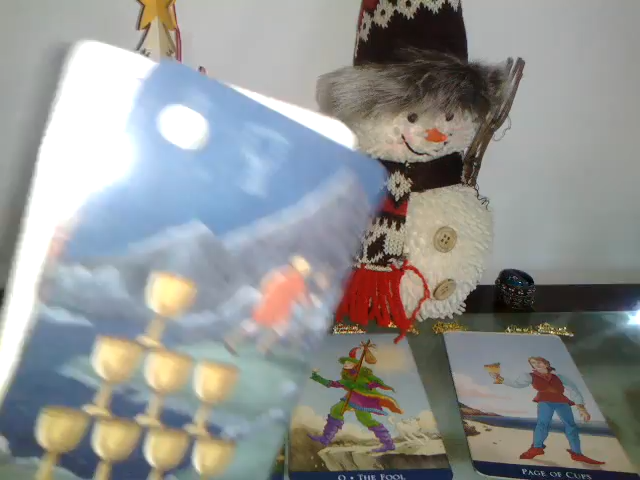 0 • THE FOOL
PAGE OF CUPS